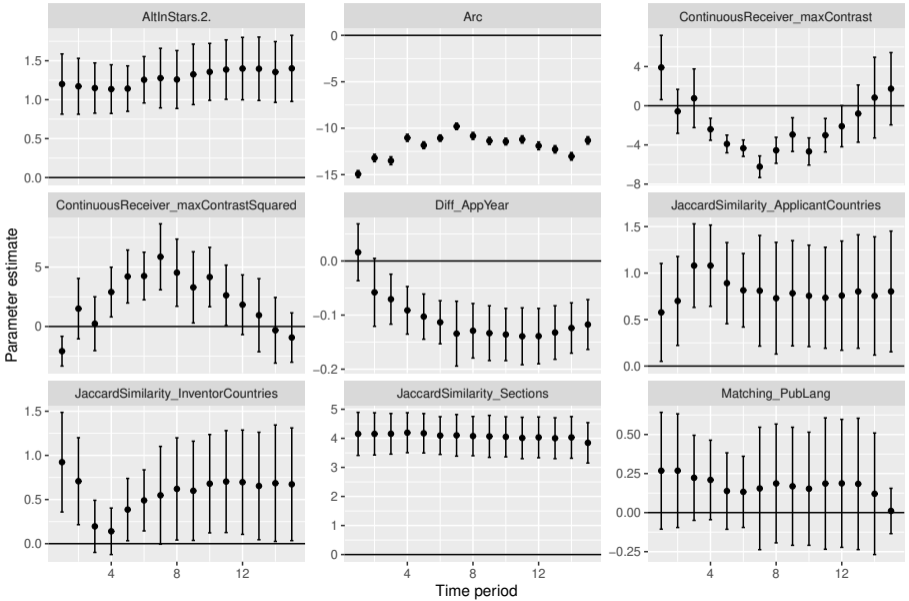 AltInStars.2.
Arc
ContinuousReceiver_maxContrast
1.5
1.0
0.5
0.0
0
−5
−10
−15
4
0
−4
−8
ContinuousReceiver_maxContrastSquared
Diff_AppYear
JaccardSimilarity_ApplicantCountries
5
0
0.0
−0.1
−0.2
1.5
1.0
0.5
0.0
Parameter estimate
JaccardSimilarity_InventorCountries
JaccardSimilarity_Sections
Matching_PubLang
1.5
1.0
0.5
0.0
5
4
3
2
1
0
0.50
0.25
0.00
−0.25
4 8 12
4 8 12
4 8 12
Time period